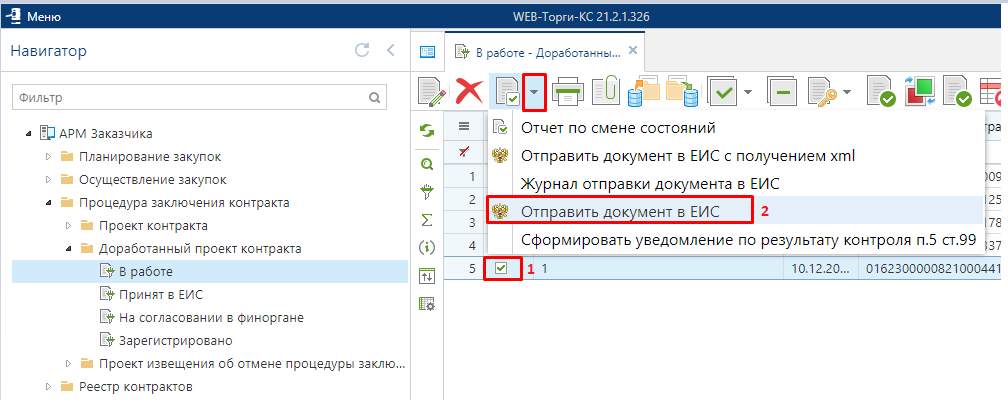 Меню
WEB-Торги-КС 21.2.1.326
Навигатор
В работе - Доработанны...
Фильтр
АРМ Заказчика
Планирование закупок
Осуществление закупок
Процедура заключения контракта
Проект контракта
Доработанный проект контракта
В работе
Принят в ЕИС
На согласовании в финоргане
Зарегистрировано
Проект извещения об отмене процедуры заклю...
Реестр контрактов
Отчет по смене состояний
Отправить документ в ЕИС с получением xml
Журнал отправки документа в ЕИС
Отправить документ в ЕИС 2
Сформировать уведомление по результату контроля п.5 ст.99
1
2
3
4
5 1 1 10.12.20... 0162300000821000441